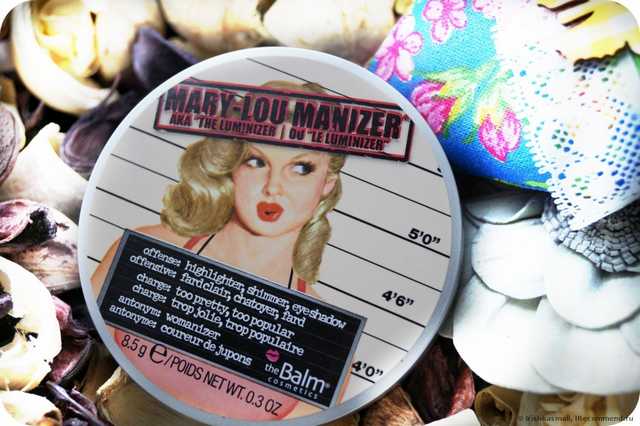 MARY-LOU MANIZER
AKA "THE LUMINIZER" / OU "LE LUMINIZER"
5'0"
4'6"
4'0"
offense: highlighter, shimmer, eyeshadow
offensive: fard clair, chatoyer, fard
charge: too pretty, too popular
charge: trop jolie, trop populaire
antonym: womanizer
antonyme: coureur de jupons
theBalm®
cosmetics
8.5 g ℮/POIDS NET WT. 0.3 OZ